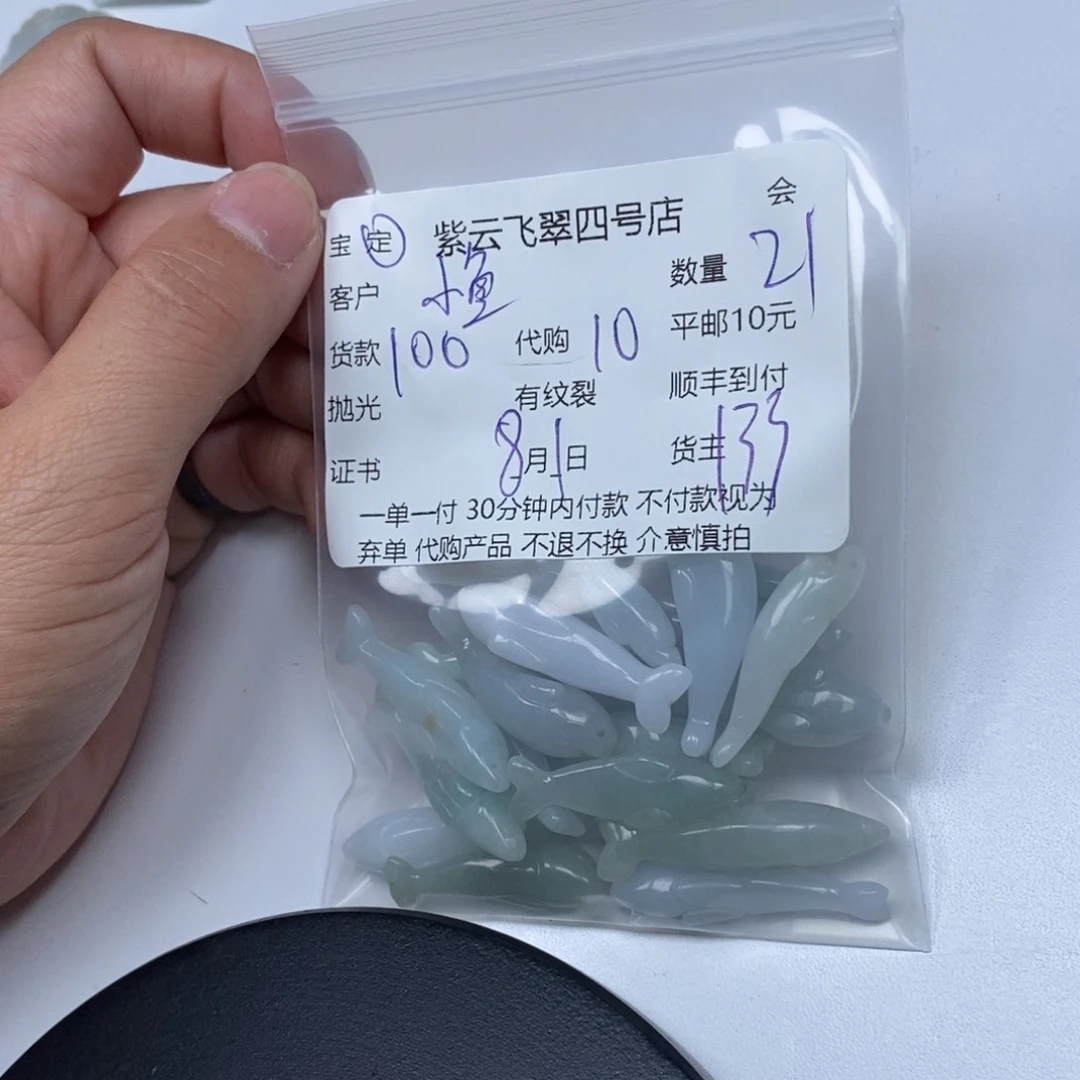 会
宝 定 紫云飞翠四号店
客户 小鱼 数量 21
货款 100 代购 10 平邮10元
抛光 有纹裂 顺丰到付
证书 8月1日 货主 133
一单一付 30分钟内付款 不付款视为
弃单 代购产品 不退不换 介意慎拍